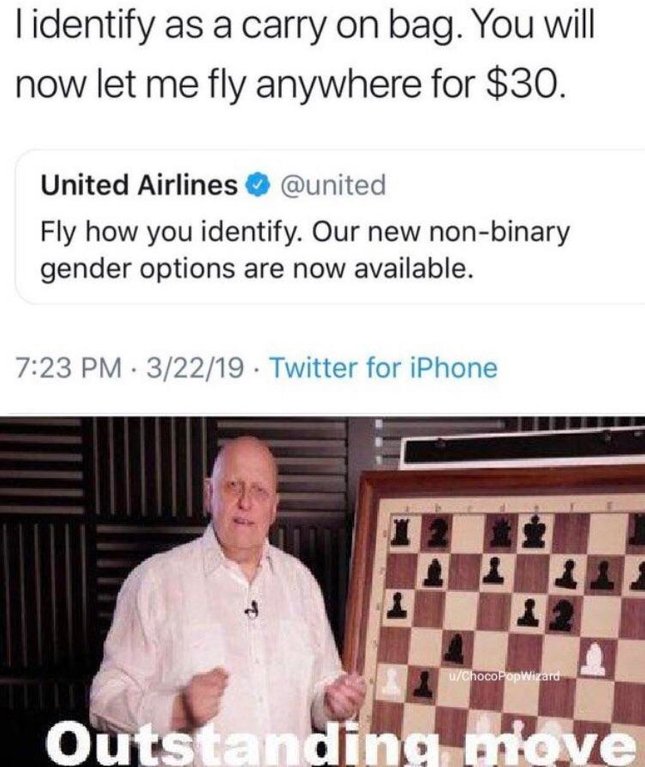 I identify as a carry on bag. You will
now let me fly anywhere for $30.
United Airlines @united
Fly how you identify. Our new non-binary
gender options are now available.
7:23 PM · 3/22/19 · Twitter for iPhone
u/ChocoPopWizard
Outstanding move